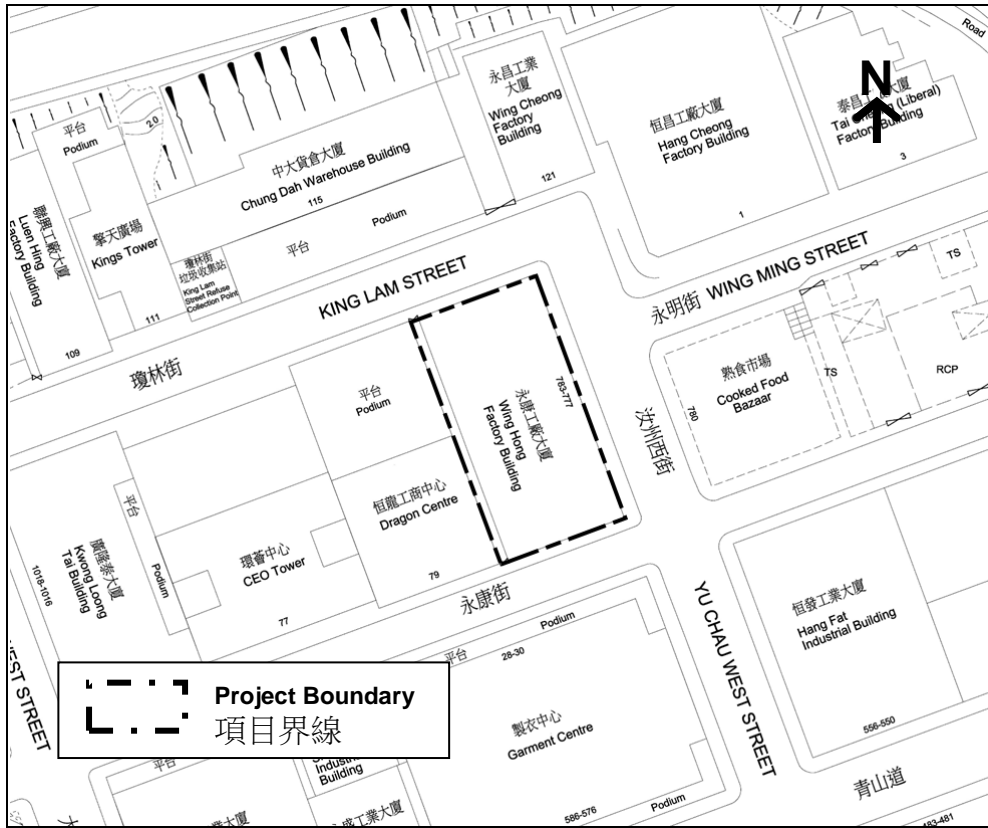 Road
N
永昌工業
大廈
Wing Cheong
Factory
Building
121
恒昌工廠大廈
Hang Cheong
Factory Building
1
Tai (Liberal)
Factory Building
3
平台
Podium
2.0
中大貨倉大廈
Chung Dah Warehouse Building
115
平台
Podium
聯興工廠大廈
Luen Hing
Factory Building
109
擎天廣場
Kings Tower
111
瓊林街
垃圾收集站
King Lam
Street Refuse
Collection Point
KING LAM STREET
瓊林街
永明街 WING MING STREET
TS
熟食市場
Cooked Food
Bazaar
780
TS
RCP
平台
Podium
永康工廠大廈
Wing Hong
Factory Building
783-777
汝州西街
恒龍工商中心
Dragon Centre
79
環薈中心
CEO Tower
77
平台
Podium
廣隆泰大廈
Kwong Loong
Tai Building
1018-1016
永康街
YU CHAU WEST STREET
恒發工業大廈
Hang Fat
Industrial Building
556-550
平台
28-30
Podium
製衣中心
Garment Centre
586-576
Podium
青山道
483-481
EST STREET
Project Boundary
項目界線
平台
Industrial
Building
工業大廈